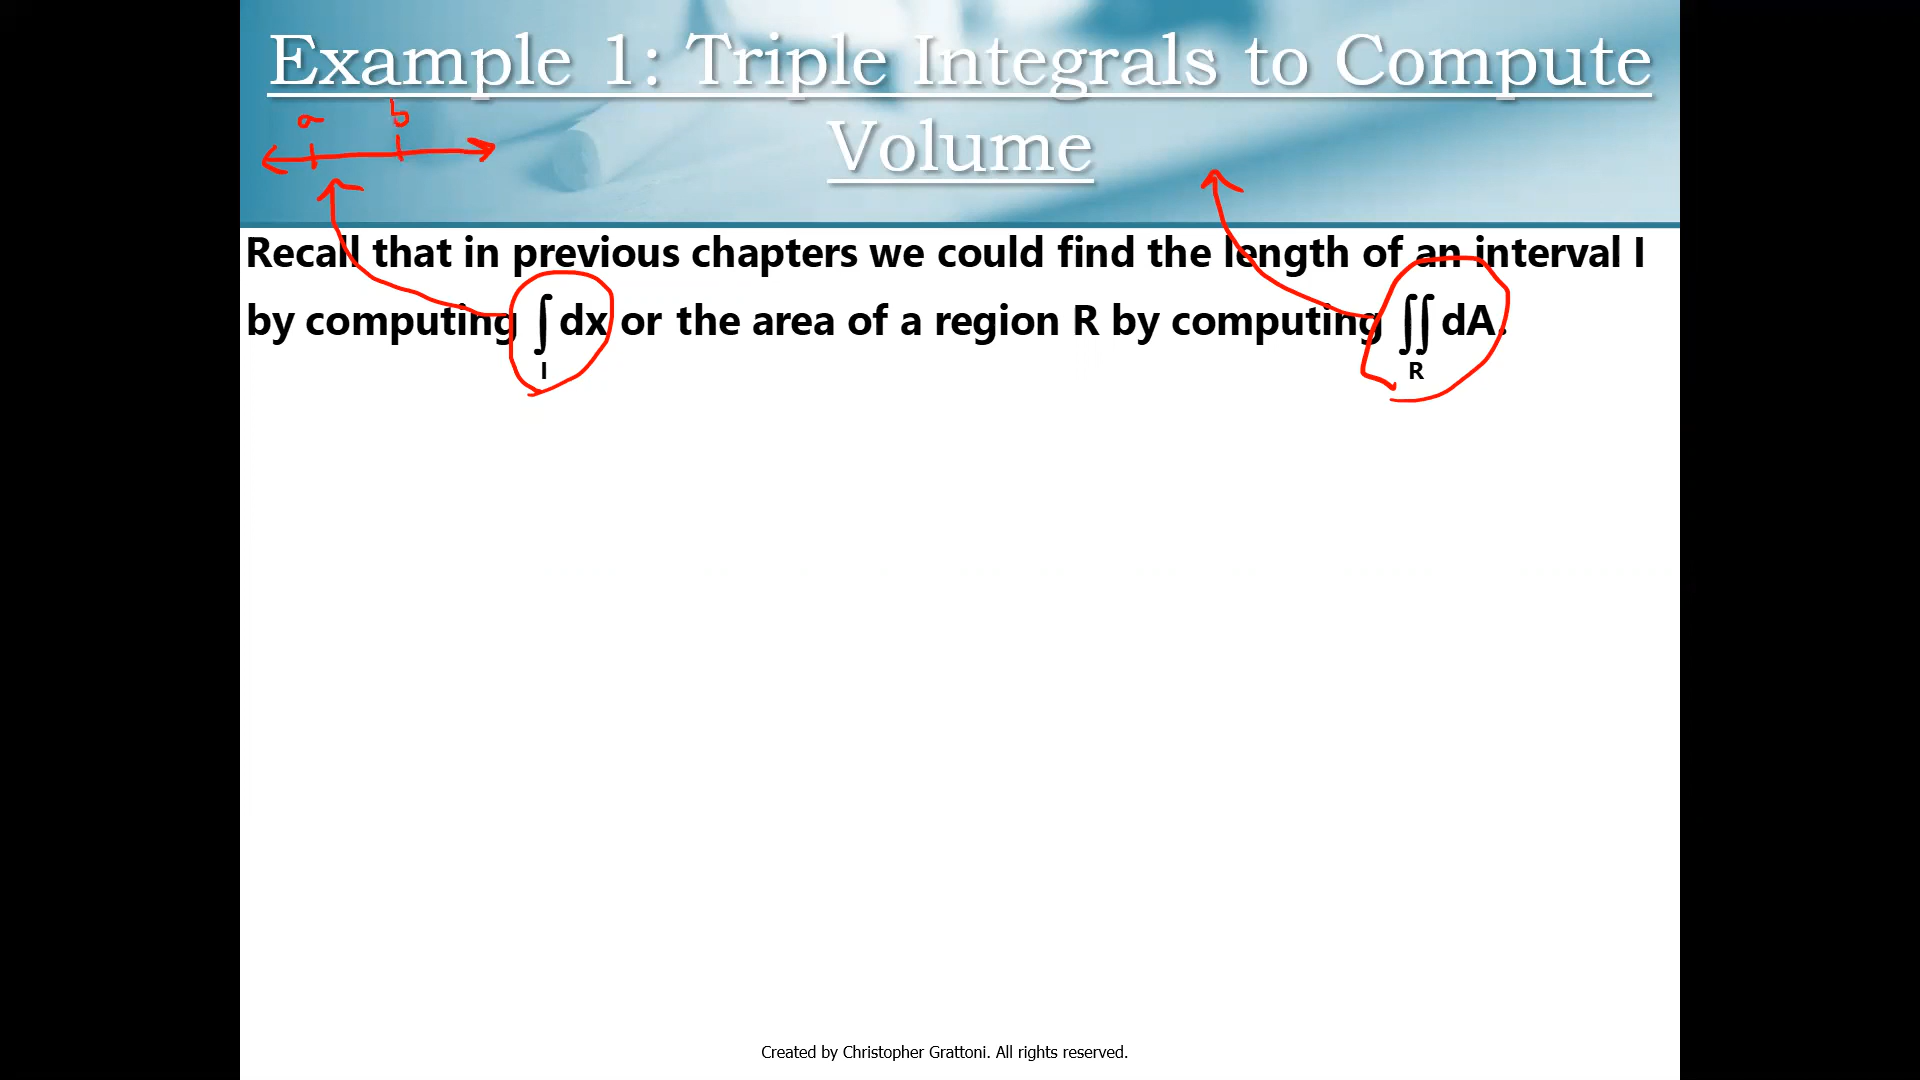 Example 1: Triple Integrals to Compute
Volume
a b
Recall that in previous chapters we could find the length of an interval I
by computing ∫ dx or the area of a region R by computing ∬ dA.
I R
Created by Christopher Grattoni. All rights reserved.